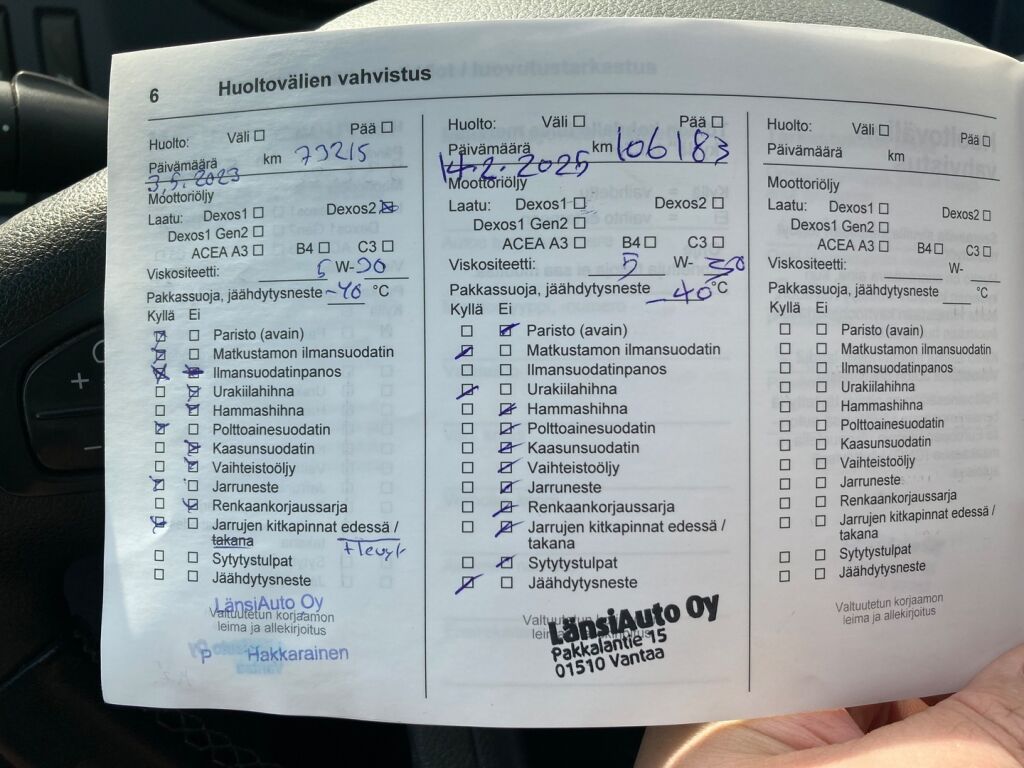 6 Huoltovälien vahvistus
Huolto: Väli ☐ Pää ☐
Päivämäärä km 79215
3.5.2023
Moottoriöljy
Laatu: Dexos1 ☐ Dexos2 ☒
Dexos1 Gen2 ☐
ACEA A3 ☐ B4 ☐ C3 ☐
Viskositeetti: 5 W-30
Pakkassuoja, jäähdytysneste -40 °C
Kyllä Ei
☒ ☐ Paristo (avain)
☒ ☐ Matkustamon ilmansuodatin
☒ ☒ Ilmansuodatinpanos
☐ ☒ Urakiilahihna
☐ ☒ Hammashihna
☒ ☐ Polttoainesuodatin
☐ ☒ Kaasunsuodatin
☐ ☒ Vaihteistoöljy
☒ ☐ Jarruneste
☐ ☒ Renkaankorjaussarja
☒ ☐ Jarrujen kitkapinnat edessä /
takana
☐ ☐ Sytytystulpat
☐ ☐ Jäähdytysneste
LänsiAuto Oy
Valtuutetun korjaamon
leima ja allekirjoitus
P Hakkarainen
Huolto: Väli ☐ Pää ☐
Päivämäärä km 106183
14.2.2025
Moottoriöljy
Laatu: Dexos1 ☐ Dexos2 ☐
Dexos1 Gen2 ☐
ACEA A3 ☐ B4 ☐ C3 ☐
Viskositeetti: 5 W- 30
Pakkassuoja, jäähdytysneste -40 °C
Kyllä Ei
☐ ☒ Paristo (avain)
☒ ☐ Matkustamon ilmansuodatin
☐ ☐ Ilmansuodatinpanos
☒ ☐ Urakiilahihna
☐ ☒ Hammashihna
☐ ☒ Polttoainesuodatin
☐ ☒ Kaasunsuodatin
☐ ☒ Vaihteistoöljy
☐ ☒ Jarruneste
☐ ☒ Renkaankorjaussarja
☐ ☒ Jarrujen kitkapinnat edessä /
takana
☐ ☒ Sytytystulpat
☒ ☐ Jäähdytysneste
LänsiAuto Oy
Pakkalantie 15
01510 Vantaa
Huolto: Väli ☐ Pää ☐
Päivämäärä km
Moottoriöljy
Laatu: Dexos1 ☐ Dexos2 ☐
Dexos1 Gen2 ☐
ACEA A3 ☐ B4 ☐ C3 ☐
Viskositeetti: W-
Pakkassuoja, jäähdytysneste °C
Kyllä Ei
☐ ☐ Paristo (avain)
☐ ☐ Matkustamon ilmansuodatin
☐ ☐ Ilmansuodatinpanos
☐ ☐ Urakiilahihna
☐ ☐ Hammashihna
☐ ☐ Polttoainesuodatin
☐ ☐ Kaasunsuodatin
☐ ☐ Vaihteistoöljy
☐ ☐ Jarruneste
☐ ☐ Renkaankorjaussarja
☐ ☐ Jarrujen kitkapinnat edessä /
takana
☐ ☐ Sytytystulpat
☐ ☐ Jäähdytysneste
Valtuutetun korjaamon
leima ja allekirjoitus